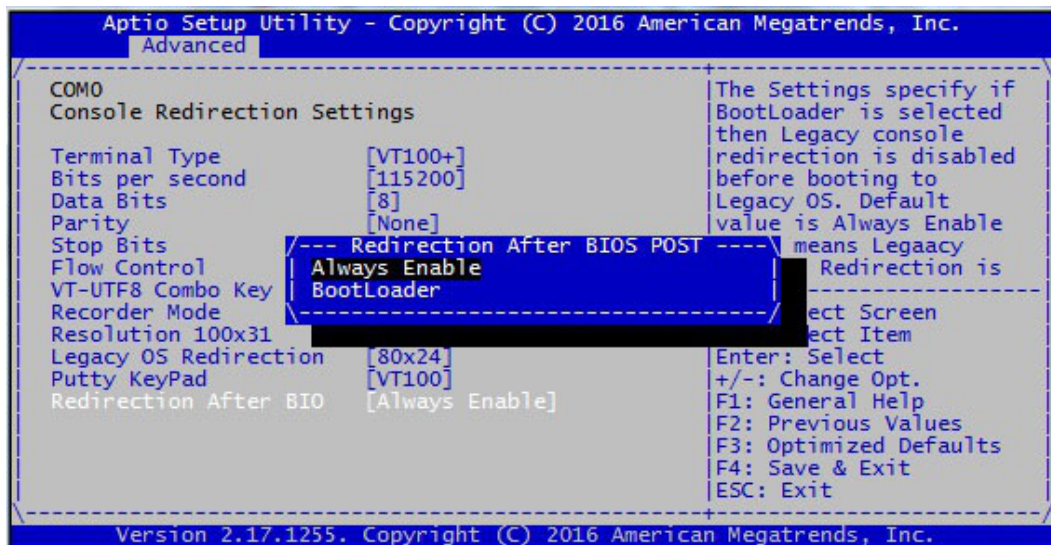 Aptio Setup Utility - Copyright (C) 2016 American Megatrends, Inc.
Advanced
COMO
Console Redirection Settings
Terminal Type [VT100+]
Bits per second [115200]
Data Bits [8]
Parity [None]
Stop Bits
Flow Control
VT-UTF8 Combo Key
Recorder Mode
Resolution 100x31
Legacy OS Redirection [80x24]
Putty KeyPad [VT100]
Redirection After BIO [Always Enable]
/--- Redirection After BIOS POST ----\
Always Enable
BootLoader
The Settings specify if
BootLoader is selected
then Legacy console
redirection is disabled
before booting to
Legacy OS. Default
value is Always Enable
means Legaacy
Redirection is
ect Screen
ect Item
Enter: Select
+/-: Change Opt.
F1: General Help
F2: Previous Values
F3: Optimized Defaults
F4: Save & Exit
ESC: Exit
Version 2.17.1255. Copyright (C) 2016 American Megatrends, Inc.